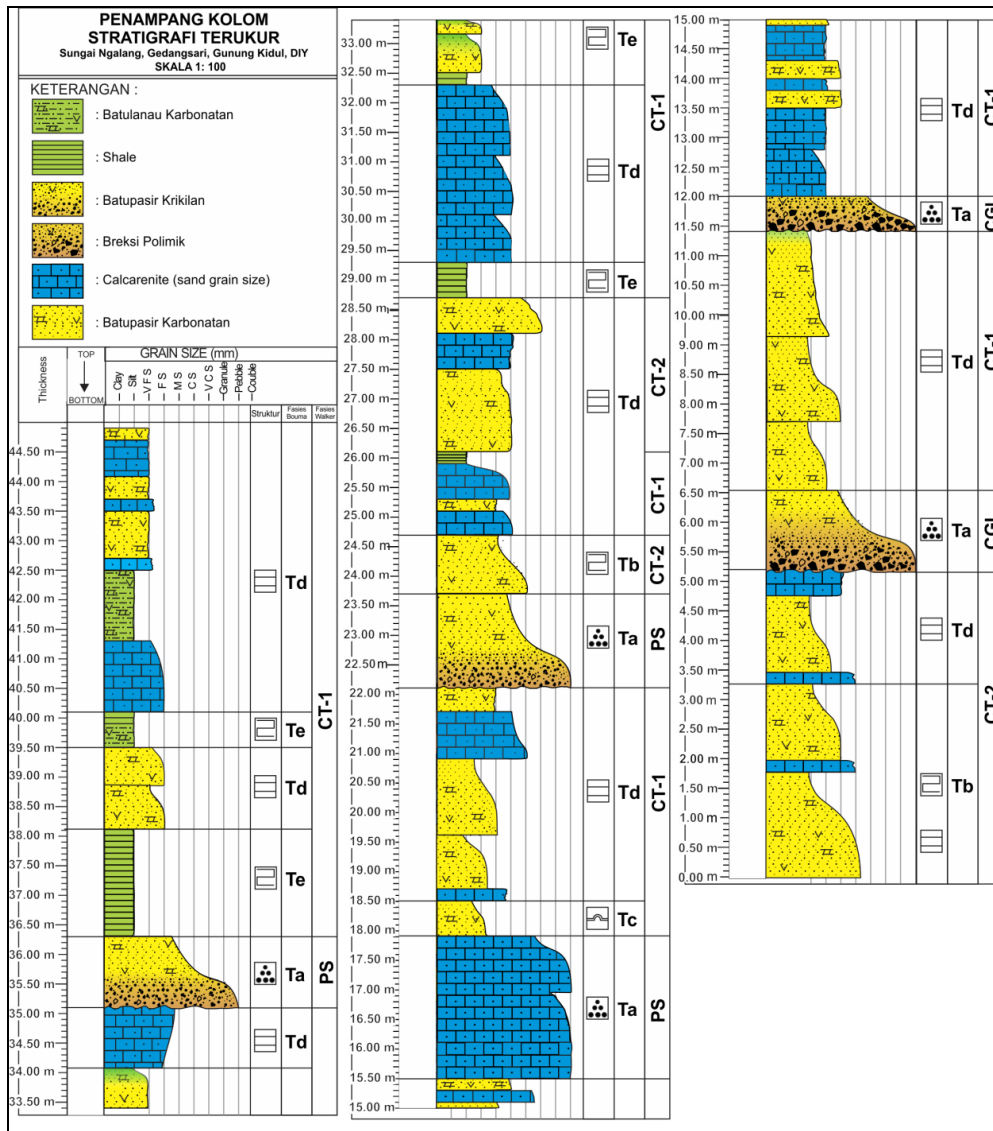 PENAMPANG KOLOM
STRATIGRAFI TERUKUR
Sungai Ngalang, Gedangsari, Gunung Kidul, DIY
SKALA 1: 100
KETERANGAN :
: Batulanau Karbonatan
: Shale
: Batupasir Krikilan
: Breksi Polimik
: Calcarenite (sand grain size)
: Batupasir Karbonatan
Thickness
TOP
BOTTOM
GRAIN SIZE (mm)
Clay
Silt
V F S
F S
M S
C S
V C S
Granule
Pebble
Couble
Struktur
Fasies Bouma
Fasies Walker
44.50 m
44.00 m
43.50 m
43.00 m
42.50 m
42.00 m
41.50 m
41.00 m
40.50 m
40.00 m
39.50 m
39.00 m
38.50 m
38.00 m
37.50 m
37.00 m
36.50 m
36.00 m
35.50 m
35.00 m
34.50 m
34.00 m
33.50 m
Td
Te
Td
Te
Ta
Td
CT-1
PS
33.00 m
32.50 m
32.00 m
31.50 m
31.00 m
30.50 m
30.00 m
29.50 m
29.00 m
28.50 m
28.00 m
27.50 m
27.00 m
26.50 m
26.00 m
25.50 m
25.00 m
24.50 m
24.00 m
23.50 m
23.00 m
22.50 m
22.00 m
21.50 m
21.00 m
20.50 m
20.00 m
19.50 m
19.00 m
18.50 m
18.00 m
17.50 m
17.00 m
16.50 m
16.00 m
15.50 m
15.00 m
Te
Td
Te
Td
Tb
Ta
Td
Tc
Ta
CT-1
CT-2
CT-1
CT-2
PS
CT-1
PS
15.00 m
14.50 m
14.00 m
13.50 m
13.00 m
12.50 m
12.00 m
11.50 m
11.00 m
10.50 m
10.00 m
9.00 m
8.50 m
8.00 m
7.50 m
7.00 m
6.50 m
6.00 m
5.50 m
5.00 m
4.50 m
4.00 m
3.50 m
3.00 m
2.50 m
2.00 m
1.50 m
1.00 m
0.50 m
0.00 m
Td
Ta
Td
Ta
Td
Tb
CT-1
CGL
CT-1
CGL
CT-2